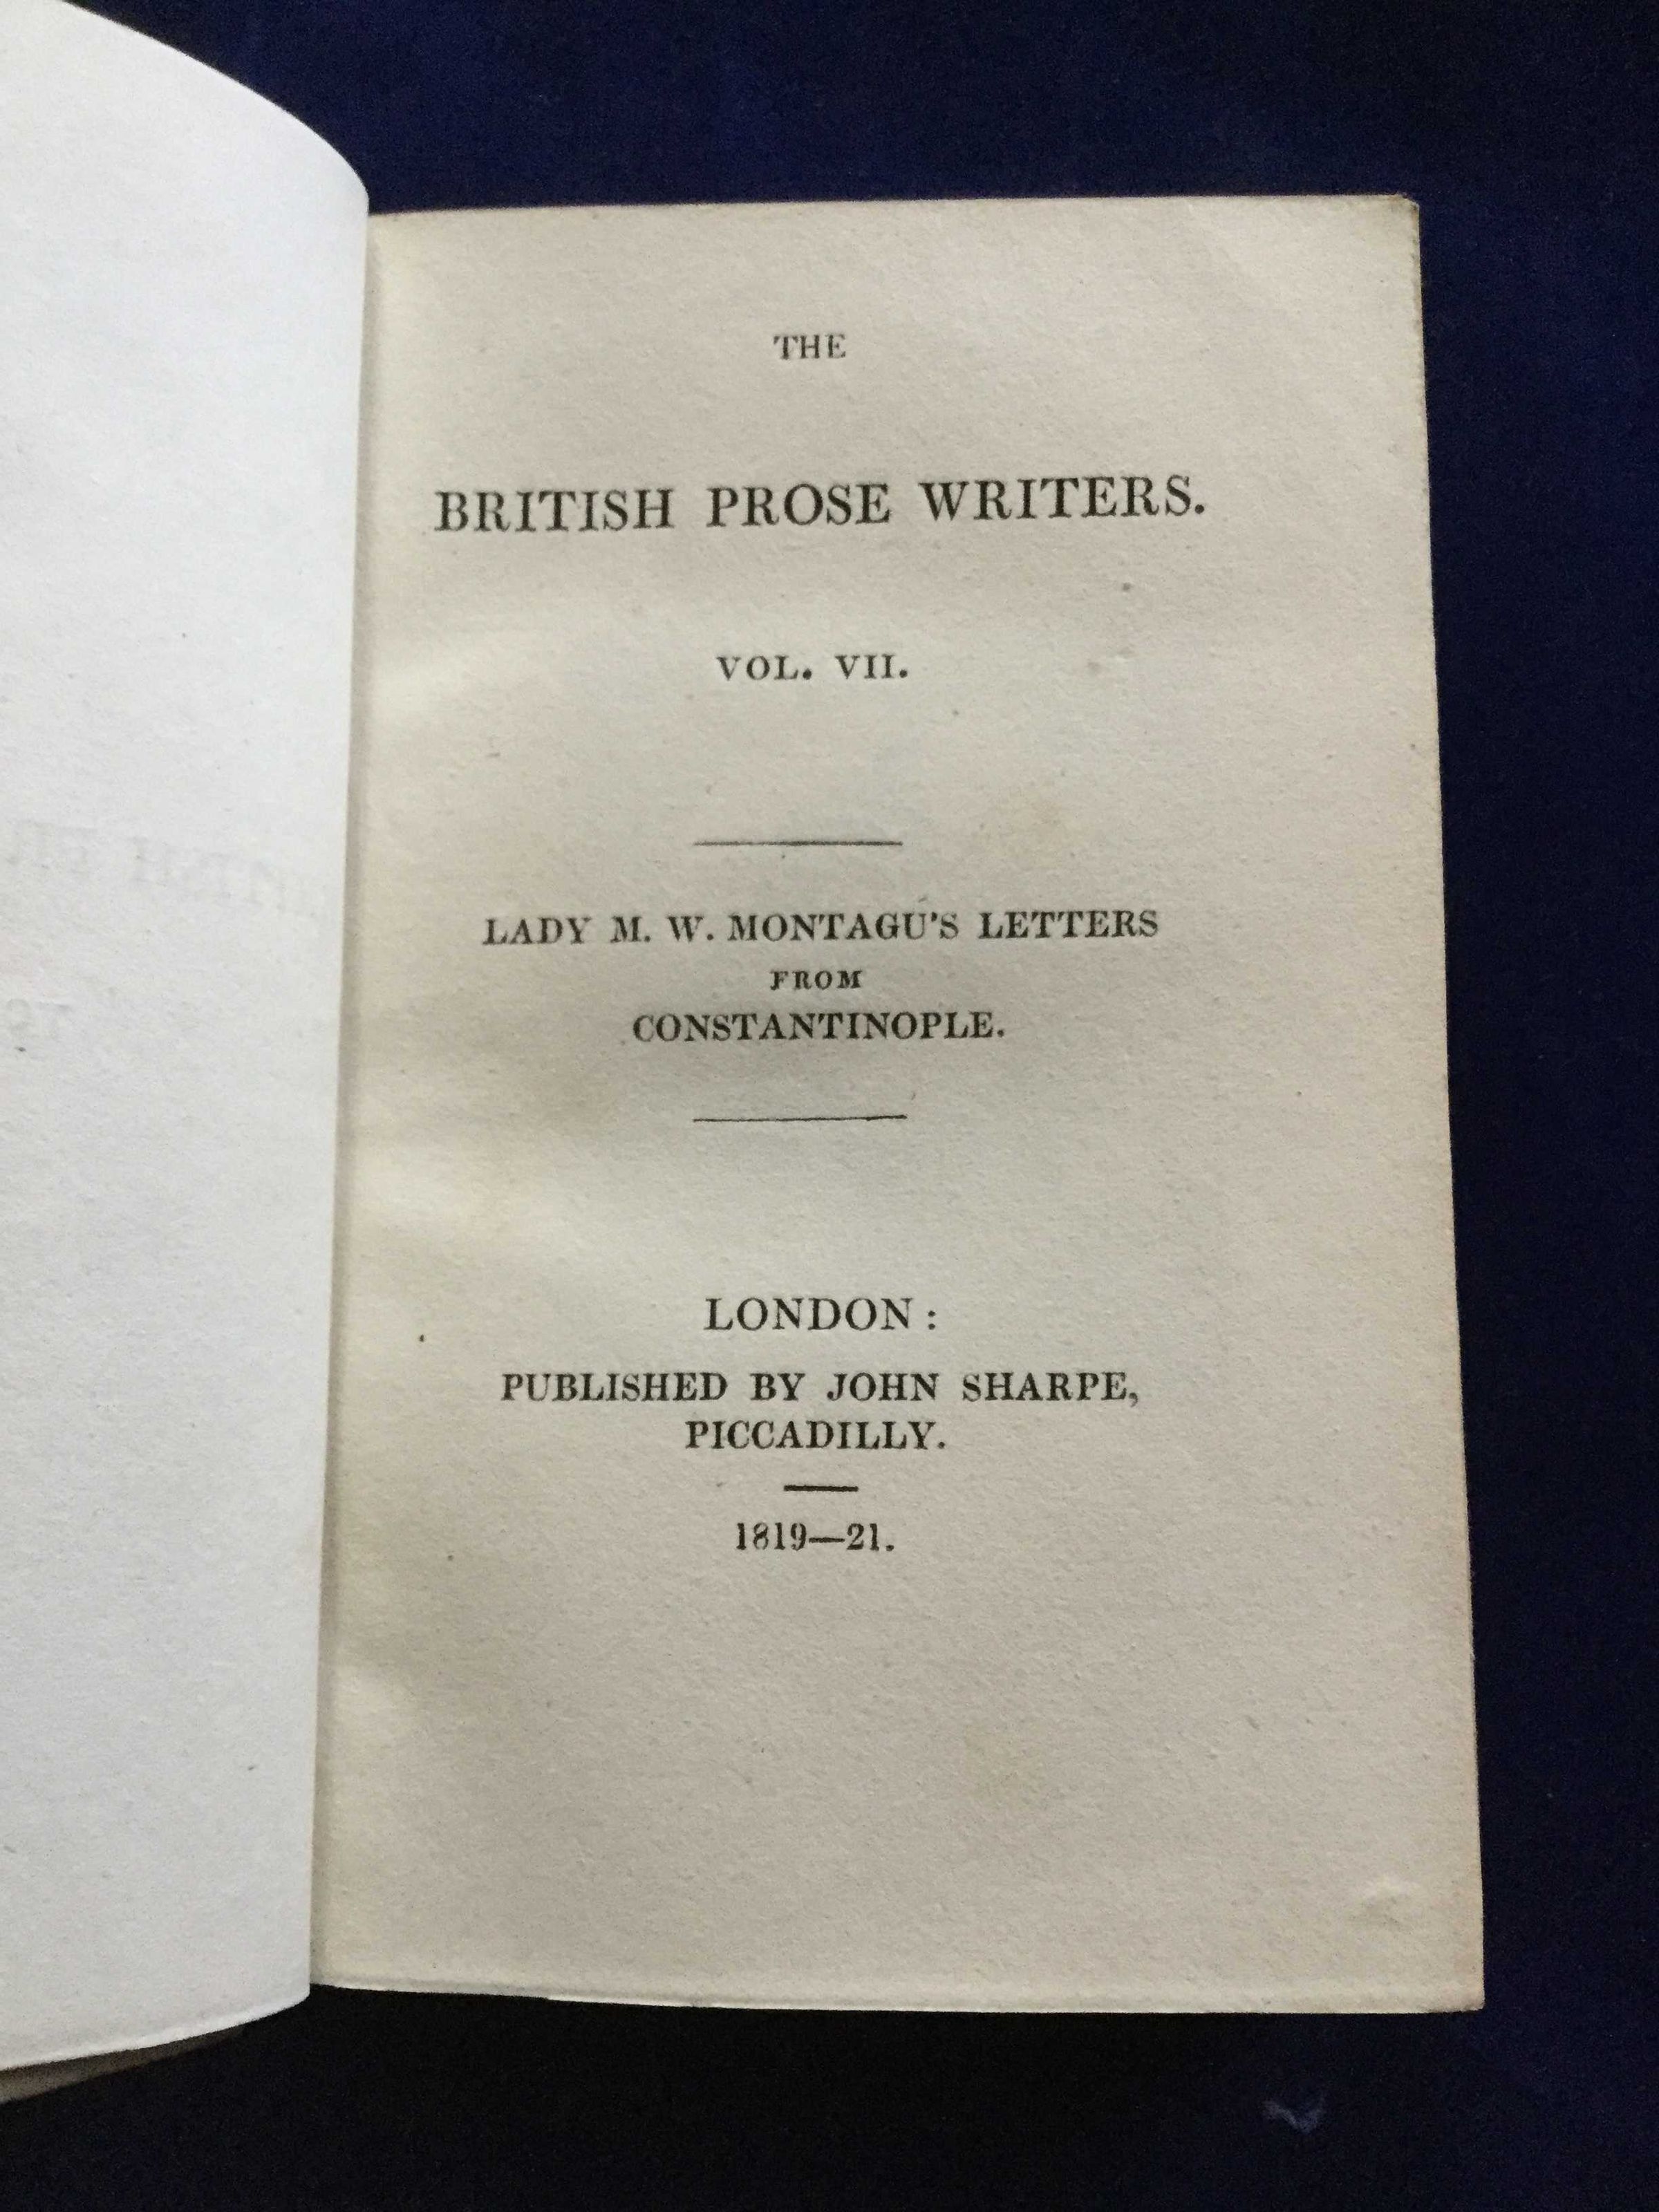 THE
BRITISH PROSE WRITERS.
VOL. VII.
LADY M. W. MONTAGU'S LETTERS
FROM
CONSTANTINOPLE.
LONDON:
PUBLISHED BY JOHN SHARPE,
PICCADILLY.
1819—21.